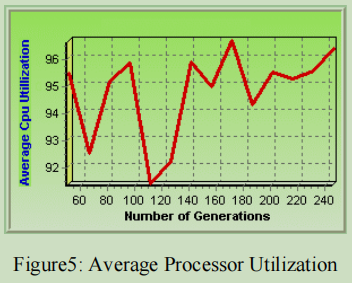 Average Cpu Utilization
96
95
94
93
92
60 80 100 120 140 160 180 200 220 240
Number of Generations
Figure5: Average Processor Utilization